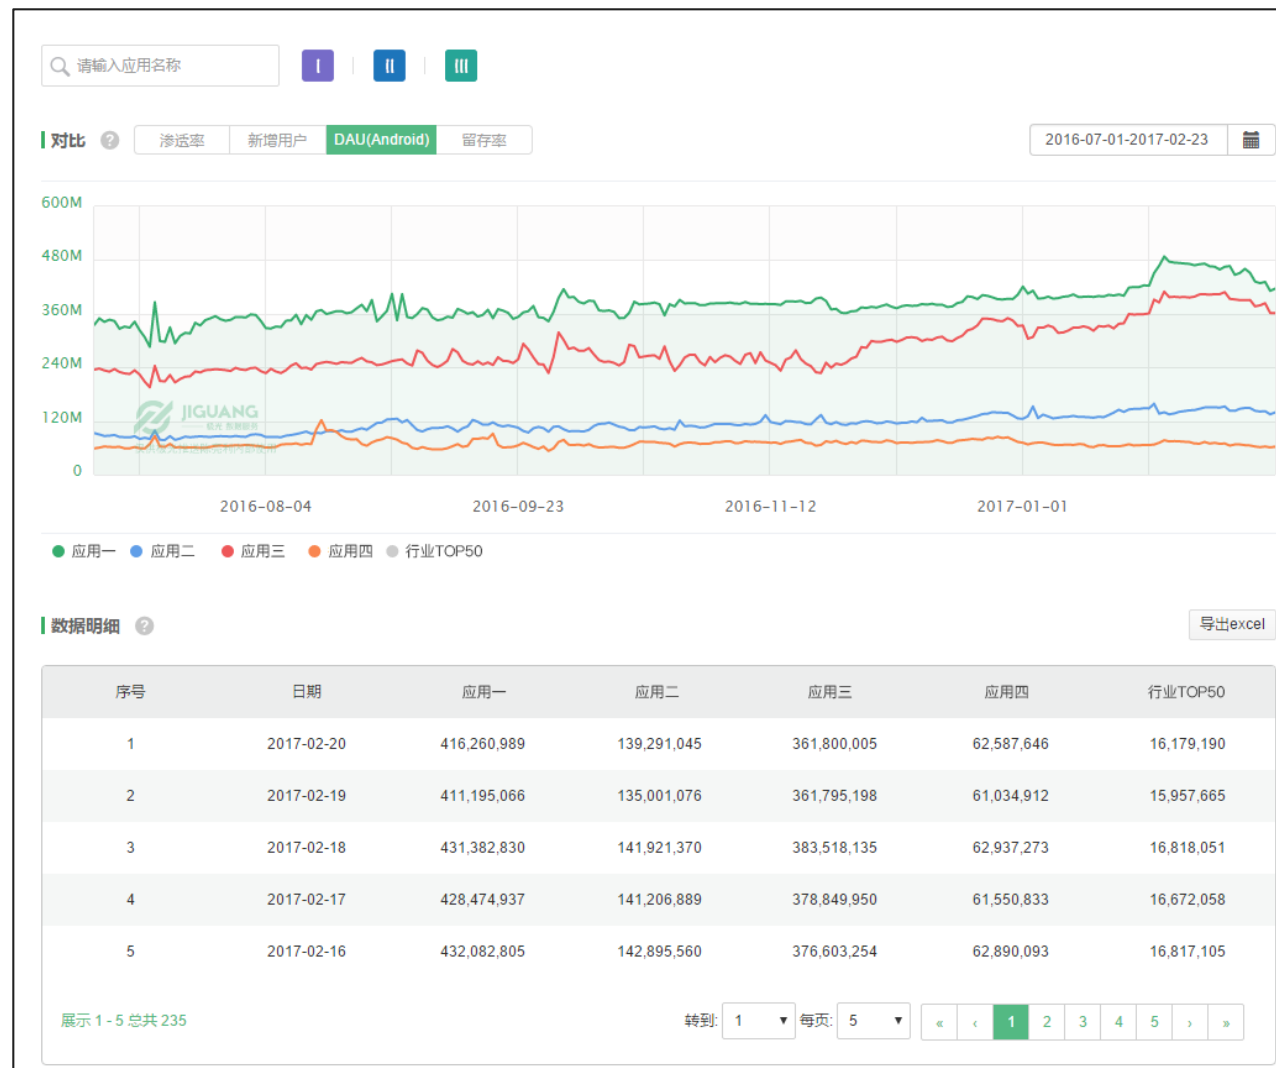 请输入应用名称
对比 ? 渗透率 新增用户 DAU(Android) 留存率 2016-07-01-2017-02-23
600M
480M
360M
240M
120M
0
JIGUANG
极光 数据服务
2016-08-04 2016-09-23 2016-11-12 2017-01-01
应用一 应用二 应用三 应用四 行业TOP50
数据明细 ? 导出excel
序号 日期 应用一 应用二 应用三 应用四 行业TOP50
1 2017-02-20 416,260,989 139,291,045 361,800,005 62,587,646 16,179,190
2 2017-02-19 411,195,066 135,001,076 361,795,198 61,034,912 15,957,665
3 2017-02-18 431,382,830 141,921,370 383,518,135 62,937,273 16,818,051
4 2017-02-17 428,474,937 141,206,889 378,849,950 61,550,833 16,672,058
5 2017-02-16 432,082,805 142,895,560 376,603,254 62,890,093 16,817,105
展示 1 - 5 总共 235 转到: 1 ▼ 每页: 5 ▼ « ‹ 1 2 3 4 5 › »